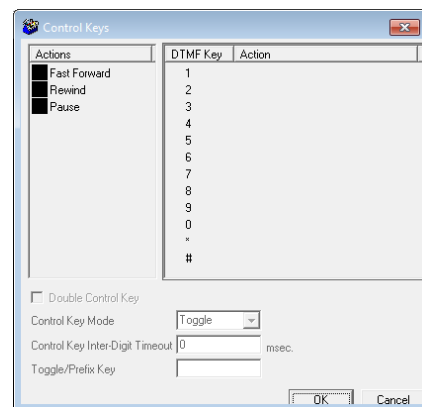 Control Keys
Actions
Fast Forward
Rewind
Pause
DTMF Key Action
1
2
3
4
5
6
7
8
9
0
*
#
Double Control Key
Control Key Mode Toggle
Control Key Inter-Digit Timeout 0 msec.
Toggle/Prefix Key
OK Cancel